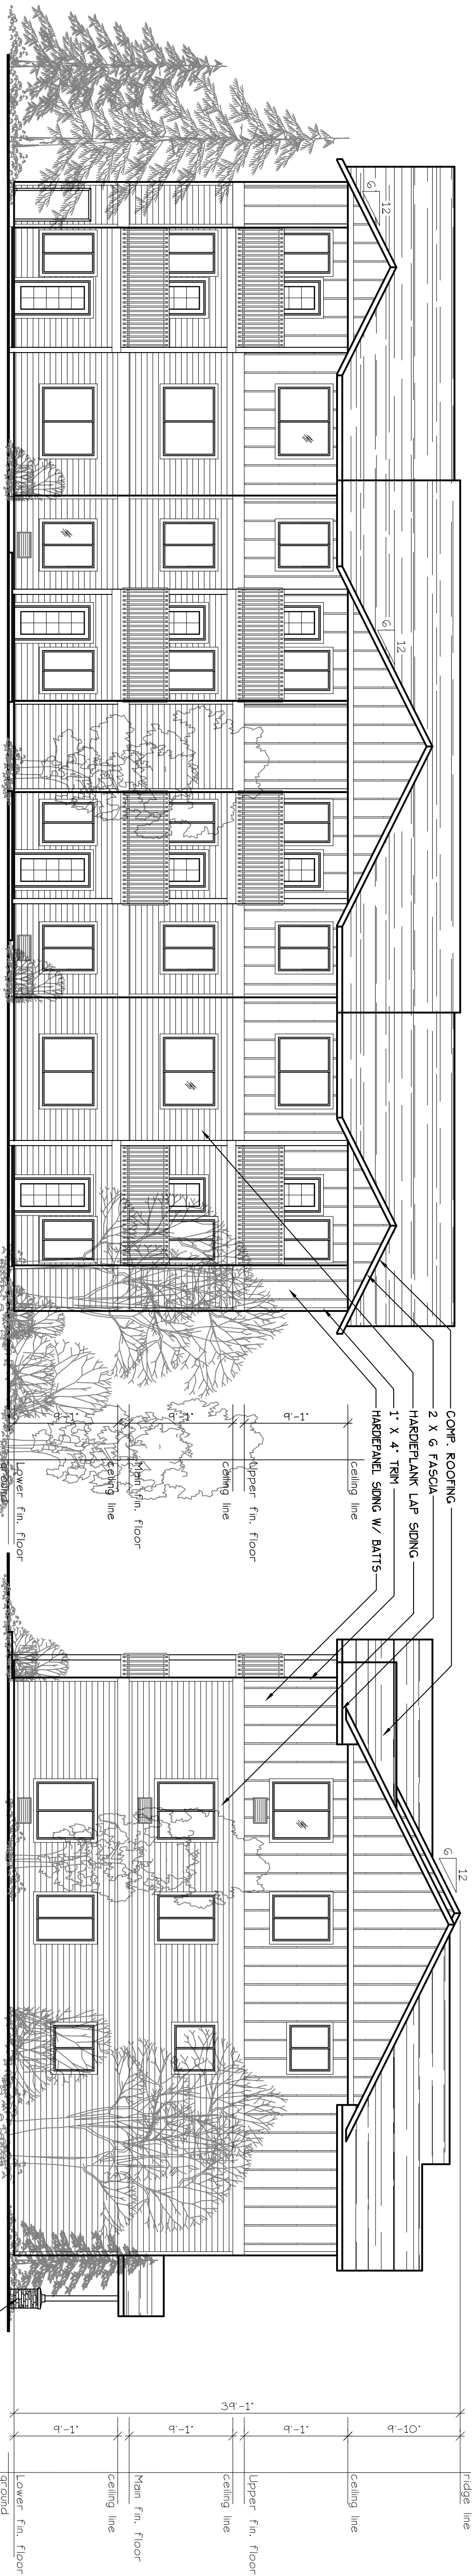 6
12
6
12
COMP. ROOFING
2 X 6 FASCIA
HARDIEPLANK LAP SIDING
1" X 4" TRIM
HARDIEPANEL SIDING W/ BATTS
ceiling line
9'-1"
Upper fin. floor
ceiling line
9'-1"
Main fin. floor
ceiling line
9'-1"
Lower fin. floor
ground
6
12
ridge line
9'-10"
ceiling line
9'-1"
Upper fin. floor
ceiling line
9'-1"
Main fin. floor
ceiling line
9'-1"
Lower fin. floor
ground
39'-1"